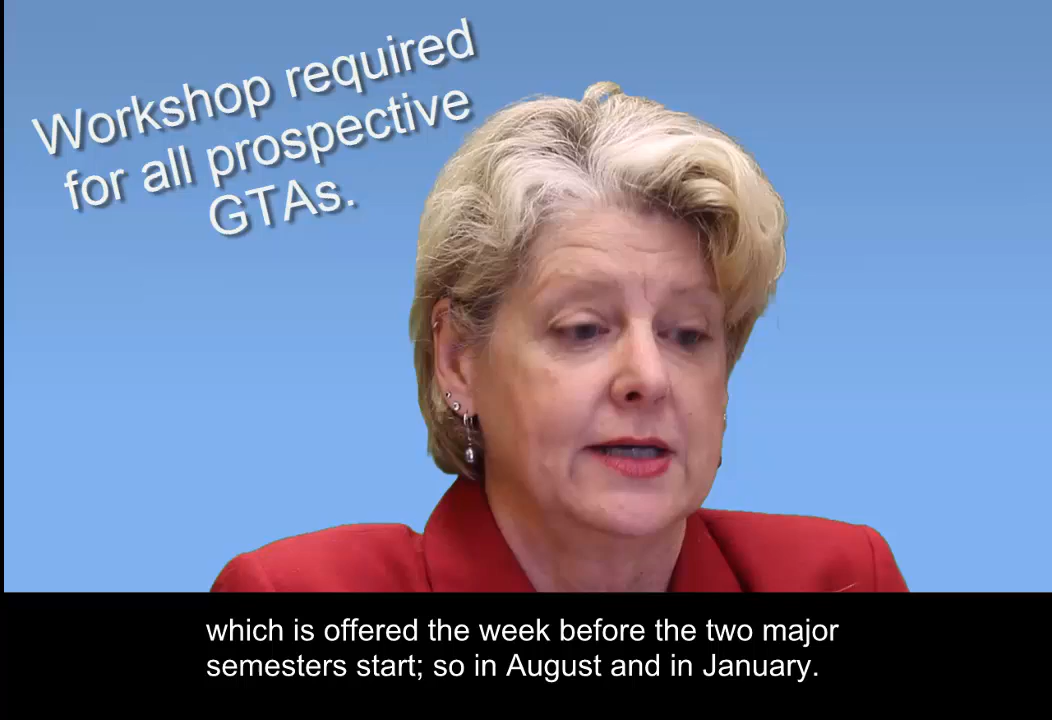 Workshop required
for all prospective
GTAs.
which is offered the week before the two major
semesters start; so in August and in January.